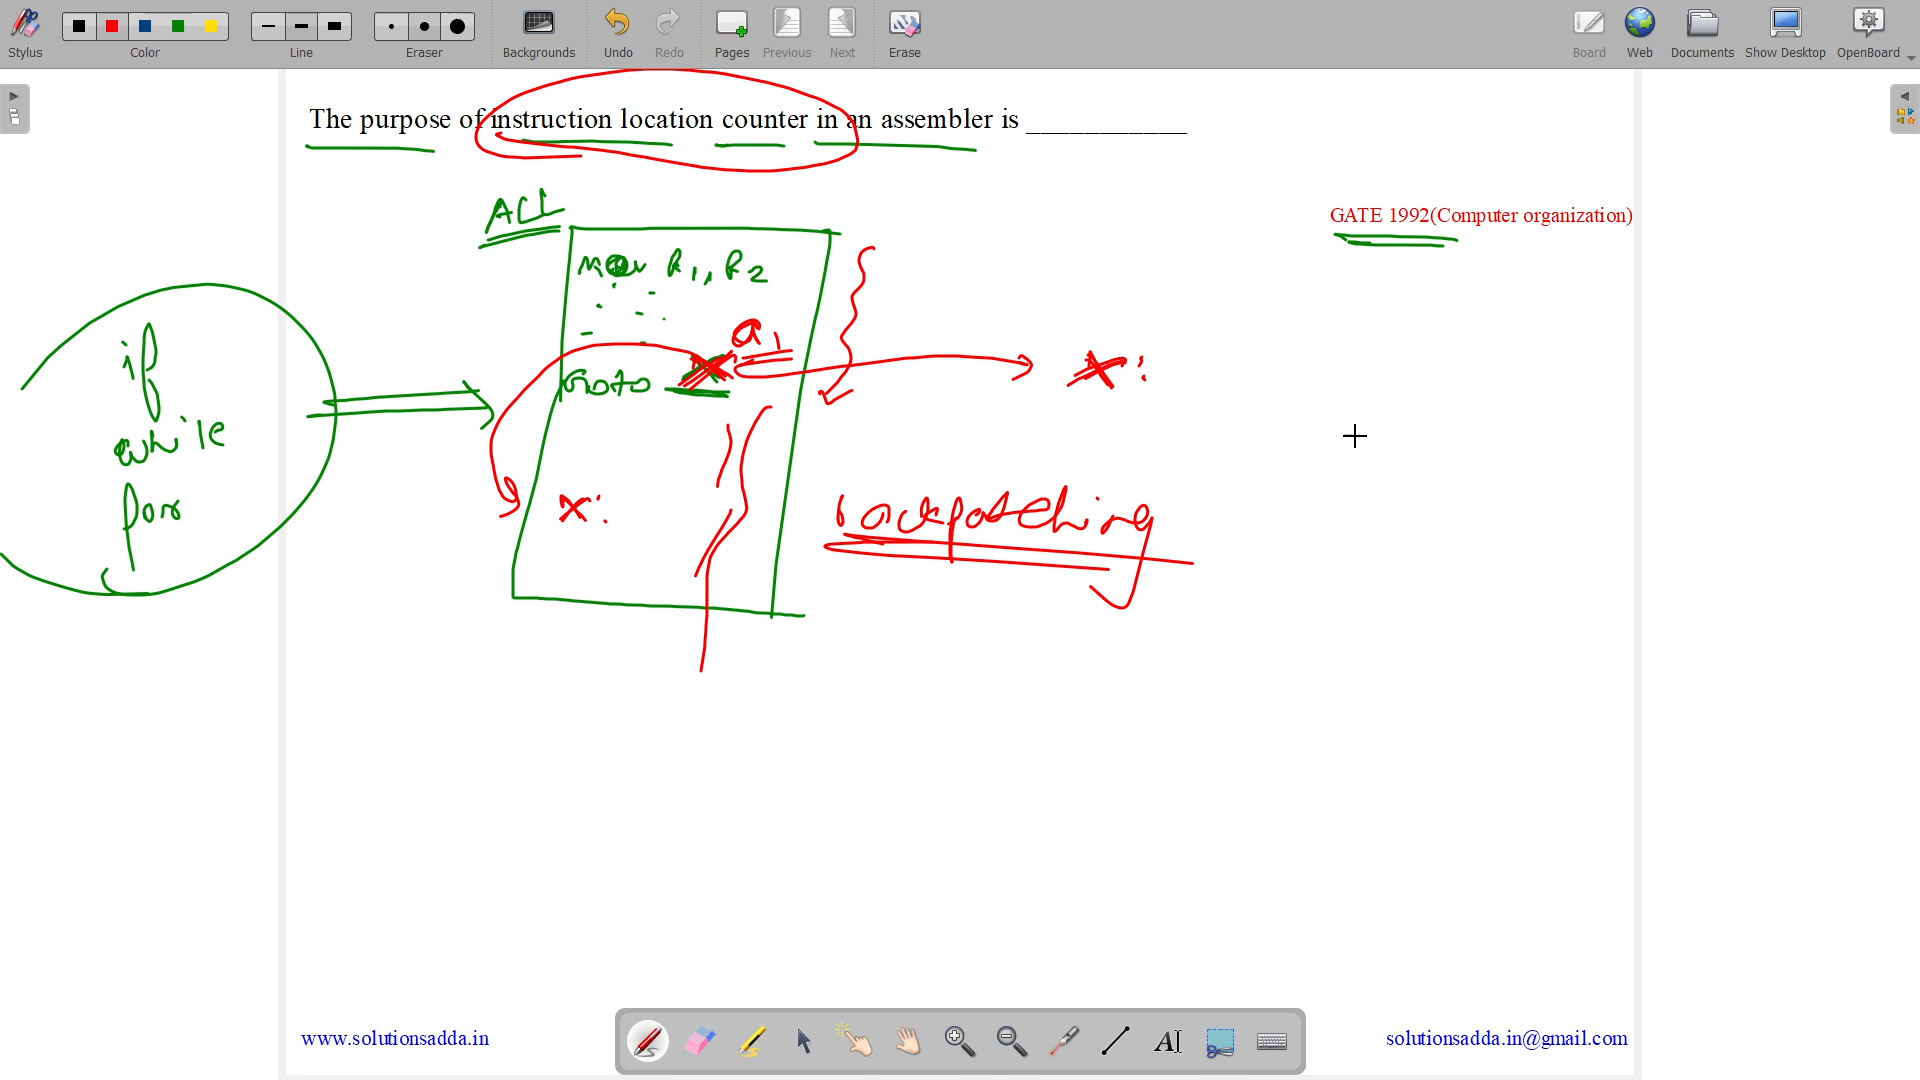 Stylus Color Line Eraser Backgrounds Undo Redo Pages Previous Next Erase Board Web Documents Show Desktop OpenBoard
The purpose of instruction location counter in an assembler is ___________
GATE 1992(Computer organization)
R1, R2
a1
if
while
for
Goto
x:
x:
backpatching
www.solutionsadda.in
solutionsadda.in@gmail.com